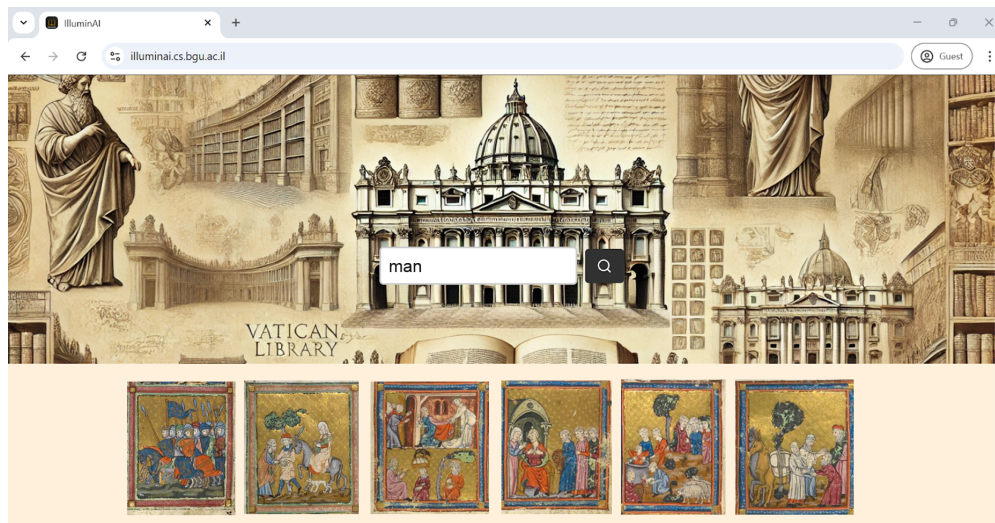 IlluminAI
illuminai.cs.bgu.ac.il
Guest
man
VATICAN
LIBRARY